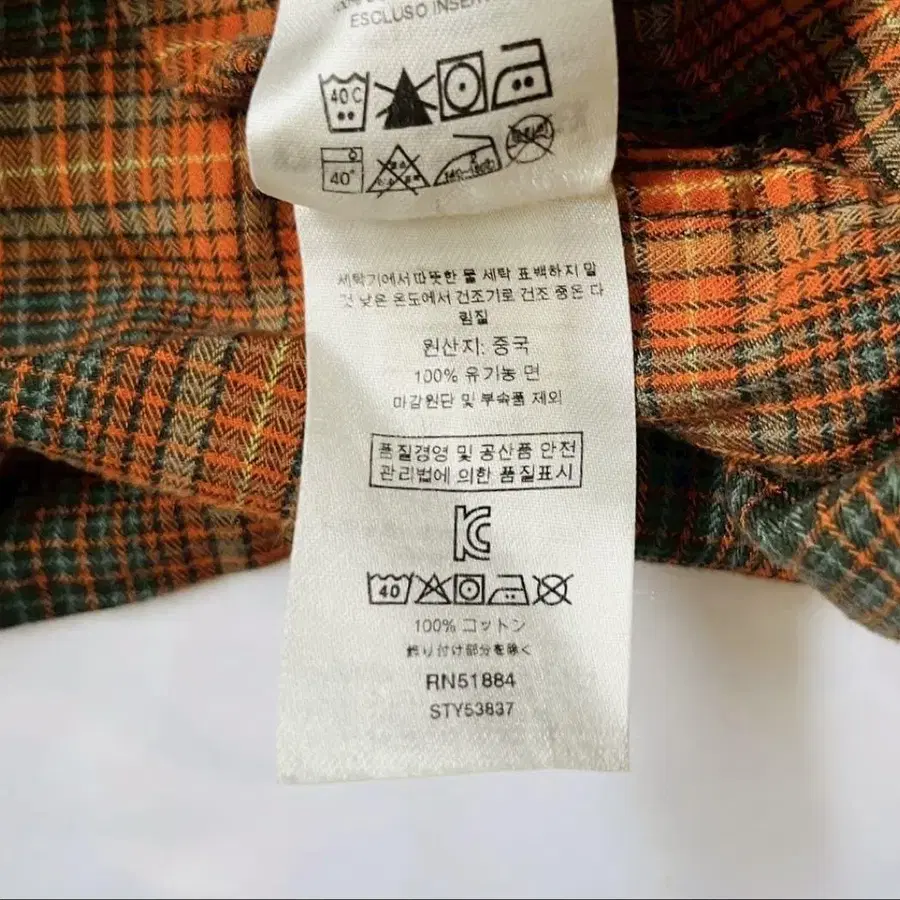 ESCLUSO INSER
40 C
40°
140–160°C
세탁기에서 따뜻한 물 세탁 표백하지 말
것 낮은 온도에서 건조기로 건조 중온 다
림질
원산지: 중국
100% 유기농 면
마감원단 및 부속품 제외
품질경영 및 공산품 안전
관리법에 의한 품질표시
KC
40
100% コットン
飾り付け部分を除く
RN51884
STY53837